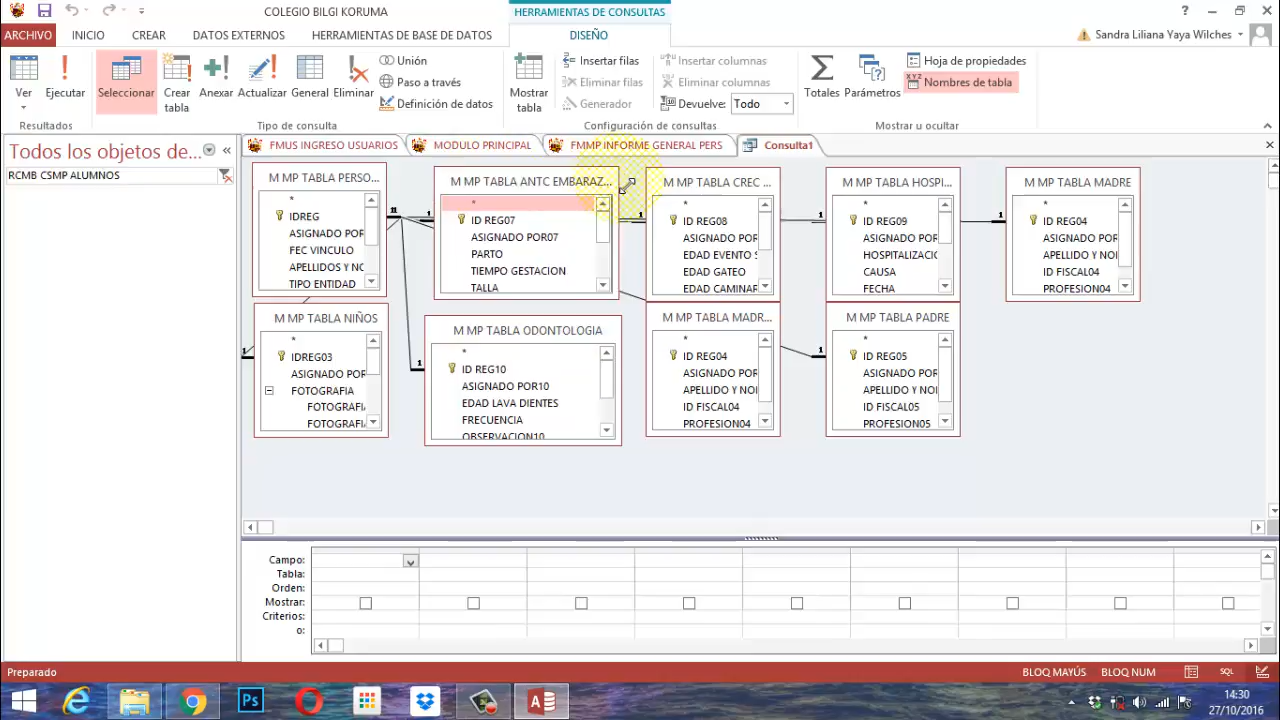 COLEGIO BILGI KORUMA
HERRAMIENTAS DE CONSULTAS
?
ARCHIVO INICIO CREAR DATOS EXTERNOS HERRAMIENTAS DE BASE DE DATOS DISEÑO Sandra Liliana Yaya Wilches
Ver Ejecutar Seleccionar Crear tabla Anexar Actualizar General Eliminar
Unión
Paso a través
Definición de datos
Mostrar tabla
Insertar filas
Eliminar filas
Generador
Insertar columnas
Eliminar columnas
Devuelve: Todo
Totales Parámetros
Hoja de propiedades
XYZ Nombres de tabla
Resultados Tipo de consulta Configuración de consultas Mostrar u ocultar
Todos los objetos de... «
RCMB CSMP ALUMNOS
FMUS INGRESO USUARIOS MODULO PRINCIPAL FMMP INFORME GENERAL PERS Consulta1
M MP TABLA PERSO...
*
IDREG
ASIGNADO POR
FEC VINCULO
APELLIDOS Y NO
TIPO ENTIDAD
M MP TABLA ANTC EMBARAZ...
*
ID REG07
ASIGNADO POR07
PARTO
TIEMPO GESTACION
TALLA
M MP TABLA CREC ...
*
ID REG08
ASIGNADO POR
EDAD EVENTO S
EDAD GATEO
EDAD CAMINAR
M MP TABLA HOSPI...
*
ID REG09
ASIGNADO POR
HOSPITALIZACIO
CAUSA
FECHA
M MP TABLA MADRE
*
ID REG04
ASIGNADO POR
APELLIDO Y NOI
ID FISCAL04
PROFESION04
M MP TABLA NIÑOS
*
IDREG03
ASIGNADO POR
FOTOGRAFIA
FOTOGRAFIA
FOTOGRAFI
M MP TABLA ODONTOLOGIA
*
ID REG10
ASIGNADO POR10
EDAD LAVA DIENTES
FRECUENCIA
OBSERVACION10
M MP TABLA MADR...
*
ID REG04
ASIGNADO POR
APELLIDO Y NOI
ID FISCAL04
PROFESION04
M MP TABLA PADRE
*
ID REG05
ASIGNADO POR
APELLIDO Y NOI
ID FISCAL05
PROFESION05
Campo:
Tabla:
Orden:
Mostrar:
Criterios:
o:
Preparado BLOQ MAYÚS BLOQ NUM SQL
Ps
14:30
27/10/2016